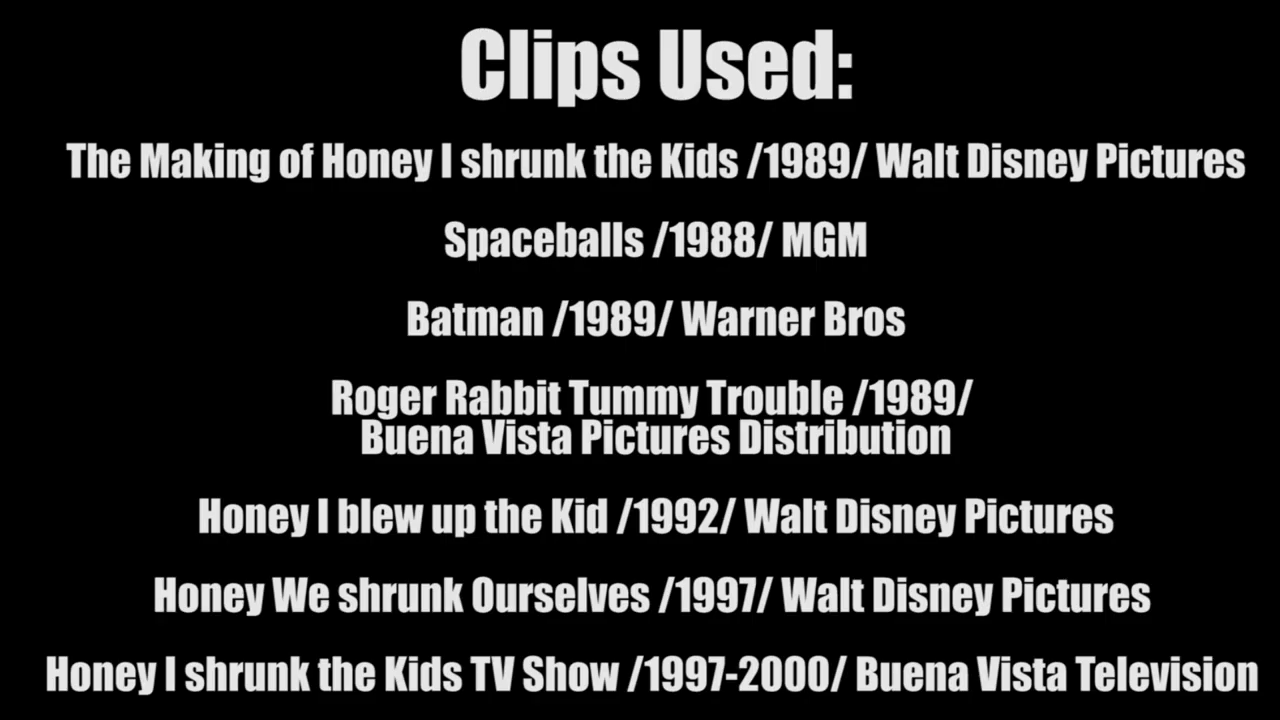 Clips Used:
The Making of Honey I shrunk the Kids /1989/ Walt Disney Pictures
Spaceballs /1988/ MGM
Batman /1989/ Warner Bros
Roger Rabbit Tummy Trouble /1989/
Buena Vista Pictures Distribution
Honey I blew up the Kid /1992/ Walt Disney Pictures
Honey We shrunk Ourselves /1997/ Walt Disney Pictures
Honey I shrunk the Kids TV Show /1997-2000/ Buena Vista Television